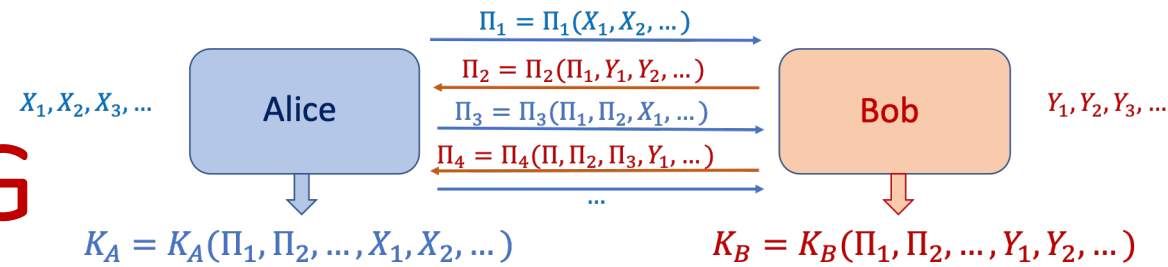 Π₁ = Π₁(X₁, X₂, …)
Π₂ = Π₂(Π₁, Y₁, Y₂, …)
X₁, X₂, X₃, …
Alice
Π₃ = Π₃(Π₁, Π₂, X₁, …)
Bob
Y₁, Y₂, Y₃, …
Π₄ = Π₄(Π, Π₂, Π₃, Y₁, …)
…
G
K_A = K_A(Π₁, Π₂, …, X₁, X₂, …)
K_B = K_B(Π₁, Π₂, …, Y₁, Y₂, …)